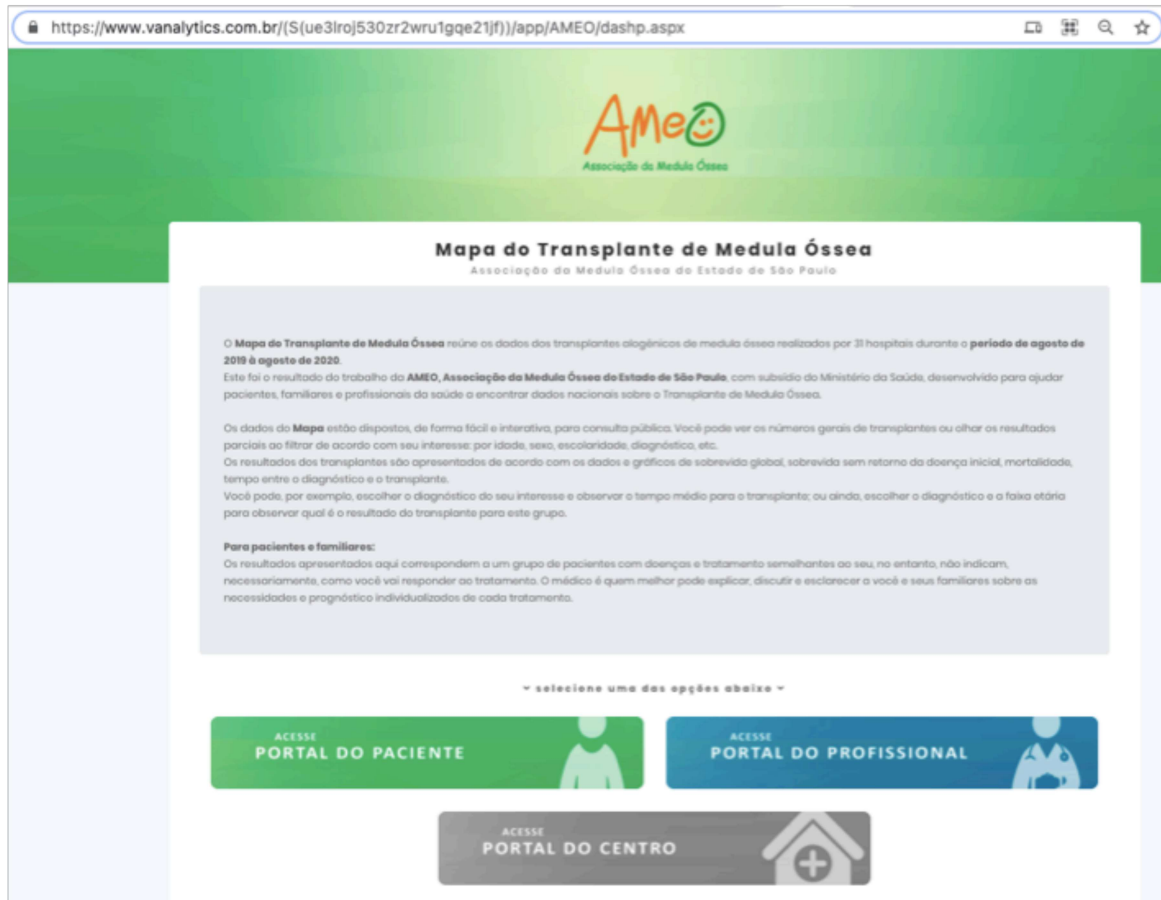 https://www.vanalytics.com.br/(S(ue3lroj530zr2wru1gqe21jf))/app/AMEO/dashp.aspx
AMeO
Associação da Medula Óssea
Mapa do Transplante de Medula Óssea
Associação da Medula Óssea do Estado de São Paulo
O Mapa do Transplante de Medula Óssea reúne os dados dos transplantes alogênicos de medula óssea realizados por 31 hospitais durante o período de agosto de
2019 à agosto de 2020.
Este foi o resultado do trabalho da AMEO, Associação da Medula Óssea do Estado de São Paulo, com subsídio do Ministério da Saúde, desenvolvido para ajudar
pacientes, familiares e profissionais da saúde a encontrar dados nacionais sobre o Transplante de Medula Óssea.
Os dados do Mapa estão dispostos, de forma fácil e interativa, para consulta pública. Você pode ver os números gerais de transplantes ou olhar os resultados
parciais ao filtrar de acordo com seu interesse: por idade, sexo, escolaridade, diagnóstico, etc.
Os resultados dos transplantes são apresentados de acordo com os dados e gráficos de sobrevida global, sobrevida sem retorno da doença inicial, mortalidade,
tempo entre o diagnóstico e o transplante.
Você pode, por exemplo, escolher o diagnóstico do seu interesse e observar o tempo médio para o transplante; ou ainda, escolher o diagnóstico e a faixa etária
para observar qual é o resultado do transplante para este grupo.
Para pacientes e familiares:
Os resultados apresentados aqui correspondem a um grupo de pacientes com doenças e tratamento semelhantes ao seu, no entanto, não indicam,
necessariamente, como você vai responder ao tratamento. O médico é quem melhor pode explicar, discutir e esclarecer a você e seus familiares sobre as
necessidades e prognóstico individualizados de cada tratamento.
selecione uma das opções abaixo
ACESSE
PORTAL DO PACIENTE
ACESSE
PORTAL DO PROFISSIONAL
ACESSE
PORTAL DO CENTRO